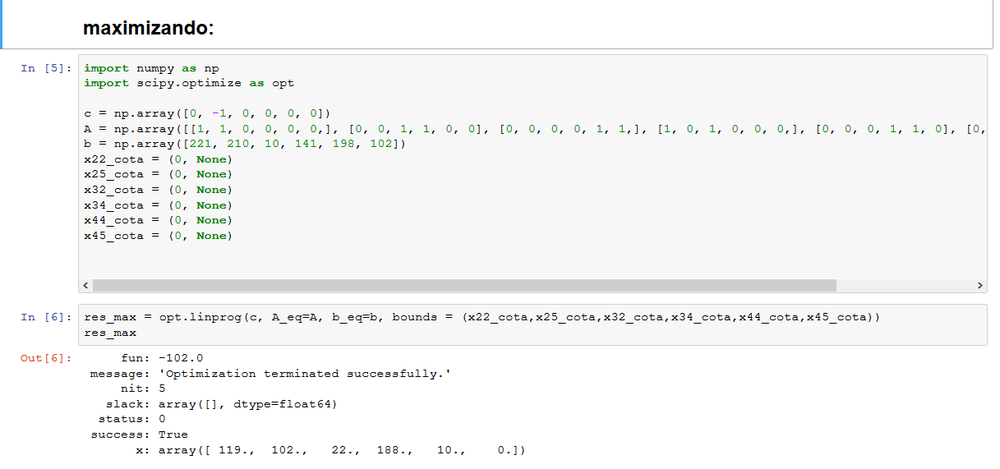 maximizando:
In [5]:
import numpy as np
import scipy.optimize as opt
c = np.array([0, -1, 0, 0, 0, 0])
A = np.array([[1, 1, 0, 0, 0, 0,], [0, 0, 1, 1, 0, 0], [0, 0, 0, 0, 1, 1,], [1, 0, 1, 0, 0, 0,], [0, 0, 0, 1, 1, 0], [0,
b = np.array([221, 210, 10, 141, 198, 102])
x22_cota = (0, None)
x25_cota = (0, None)
x32_cota = (0, None)
x34_cota = (0, None)
x44_cota = (0, None)
x45_cota = (0, None)
In [6]:
res_max = opt.linprog(c, A_eq=A, b_eq=b, bounds = (x22_cota,x25_cota,x32_cota,x34_cota,x44_cota,x45_cota))
res_max
Out[6]:
fun: -102.0
message: 'Optimization terminated successfully.'
nit: 5
slack: array([], dtype=float64)
status: 0
success: True
x: array([ 119., 102., 22., 188., 10., 0.])